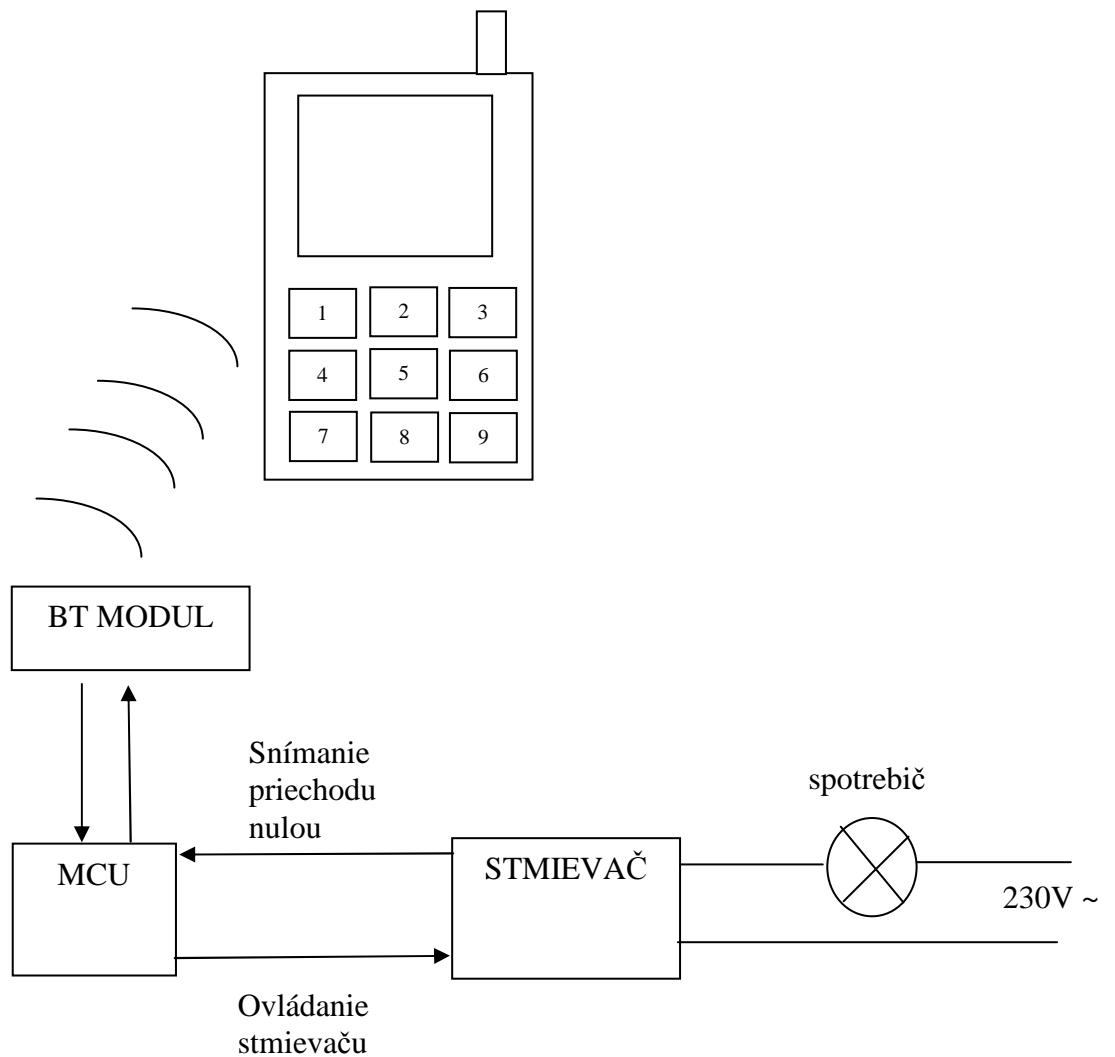 1 2 3
4 5 6
7 8 9
BT MODUL
Snímanie
priechodu
nulou
spotrebič
MCU
STMIEVAČ
230V ~
Ovládanie
stmievaču